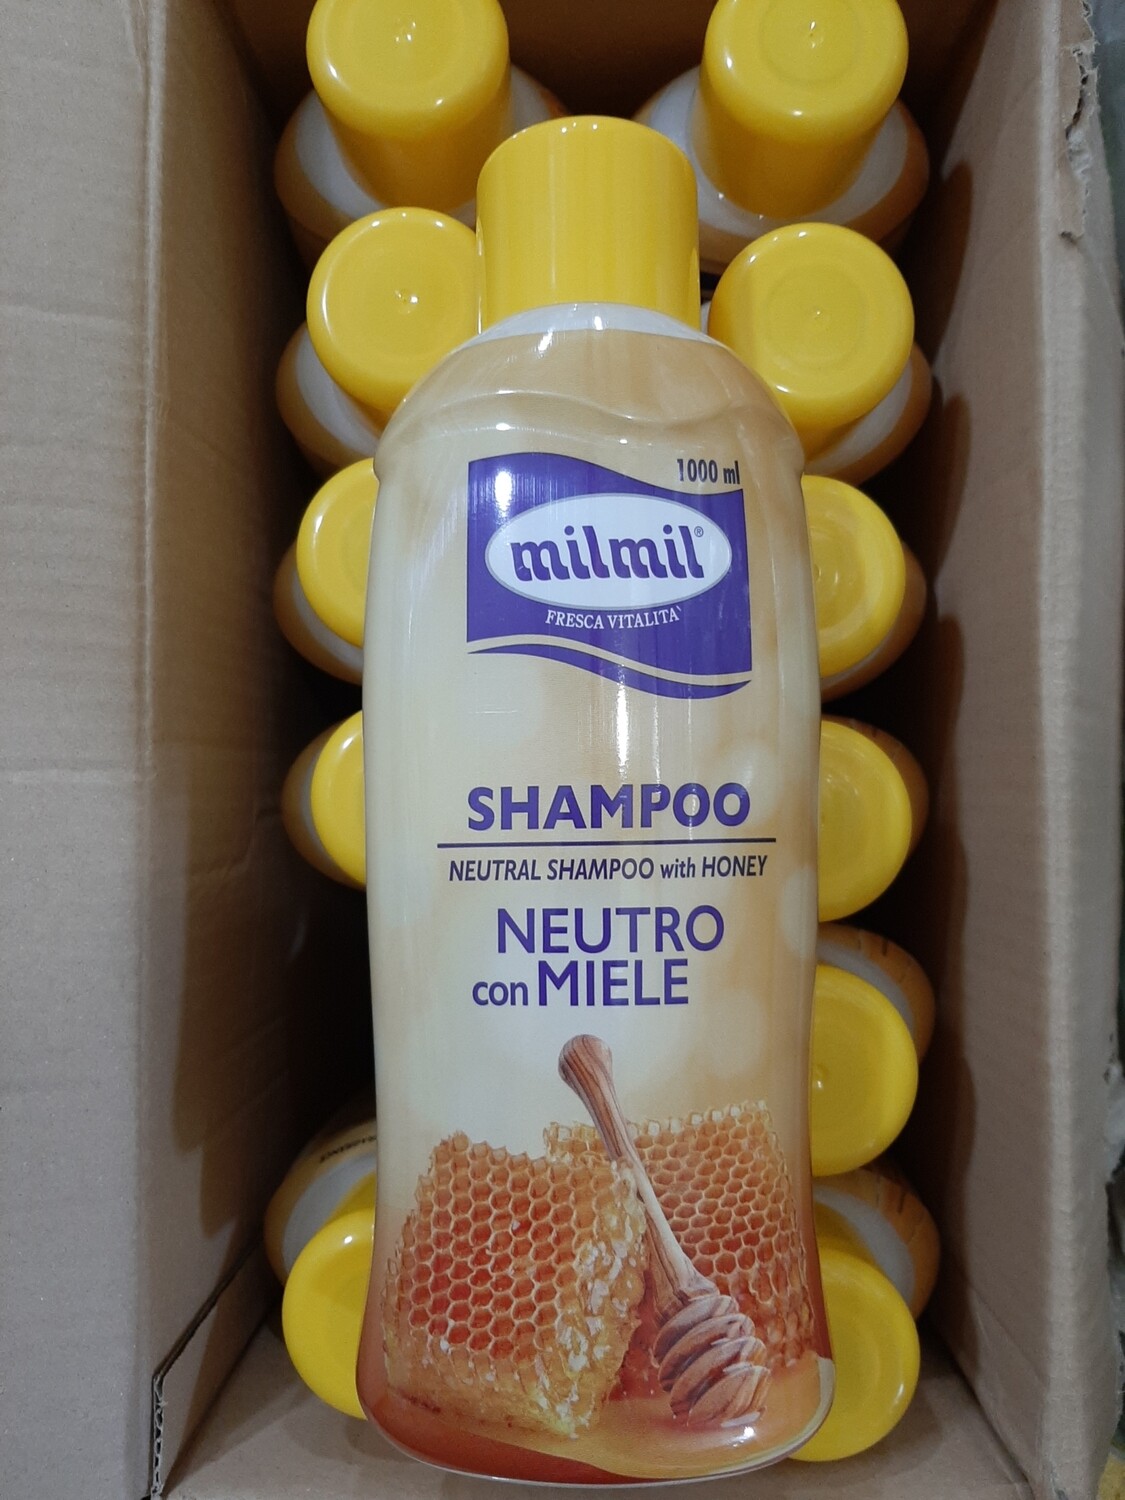 1000 ml
milmil®
FRESCA VITALITA`
SHAMPOO
NEUTRAL SHAMPOO with HONEY
NEUTRO
con MIELE